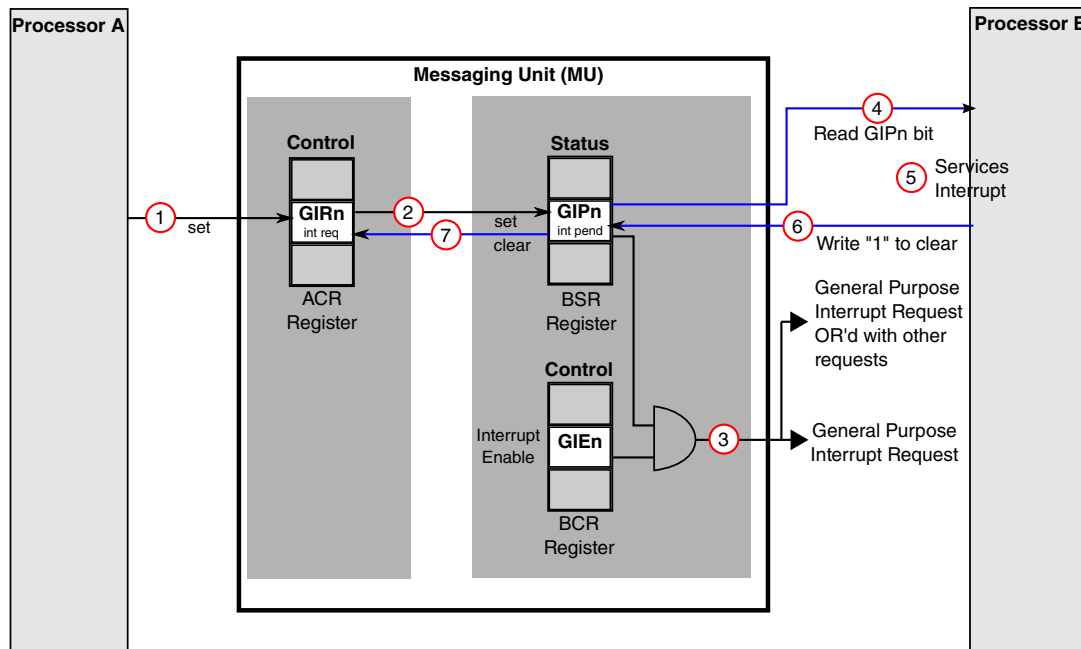 Processor A
Processor B
Messaging Unit (MU)
Control
GIRn
int req
ACR
Register
Status
GIPn
int pend
BSR
Register
Control
Interrupt
Enable
GIEn
BCR
Register
1
set
2
set
7
clear
3
4
Read GIPn bit
5
Services
Interrupt
6
Write "1" to clear
General Purpose
Interrupt Request
OR'd with other
requests
General Purpose
Interrupt Request